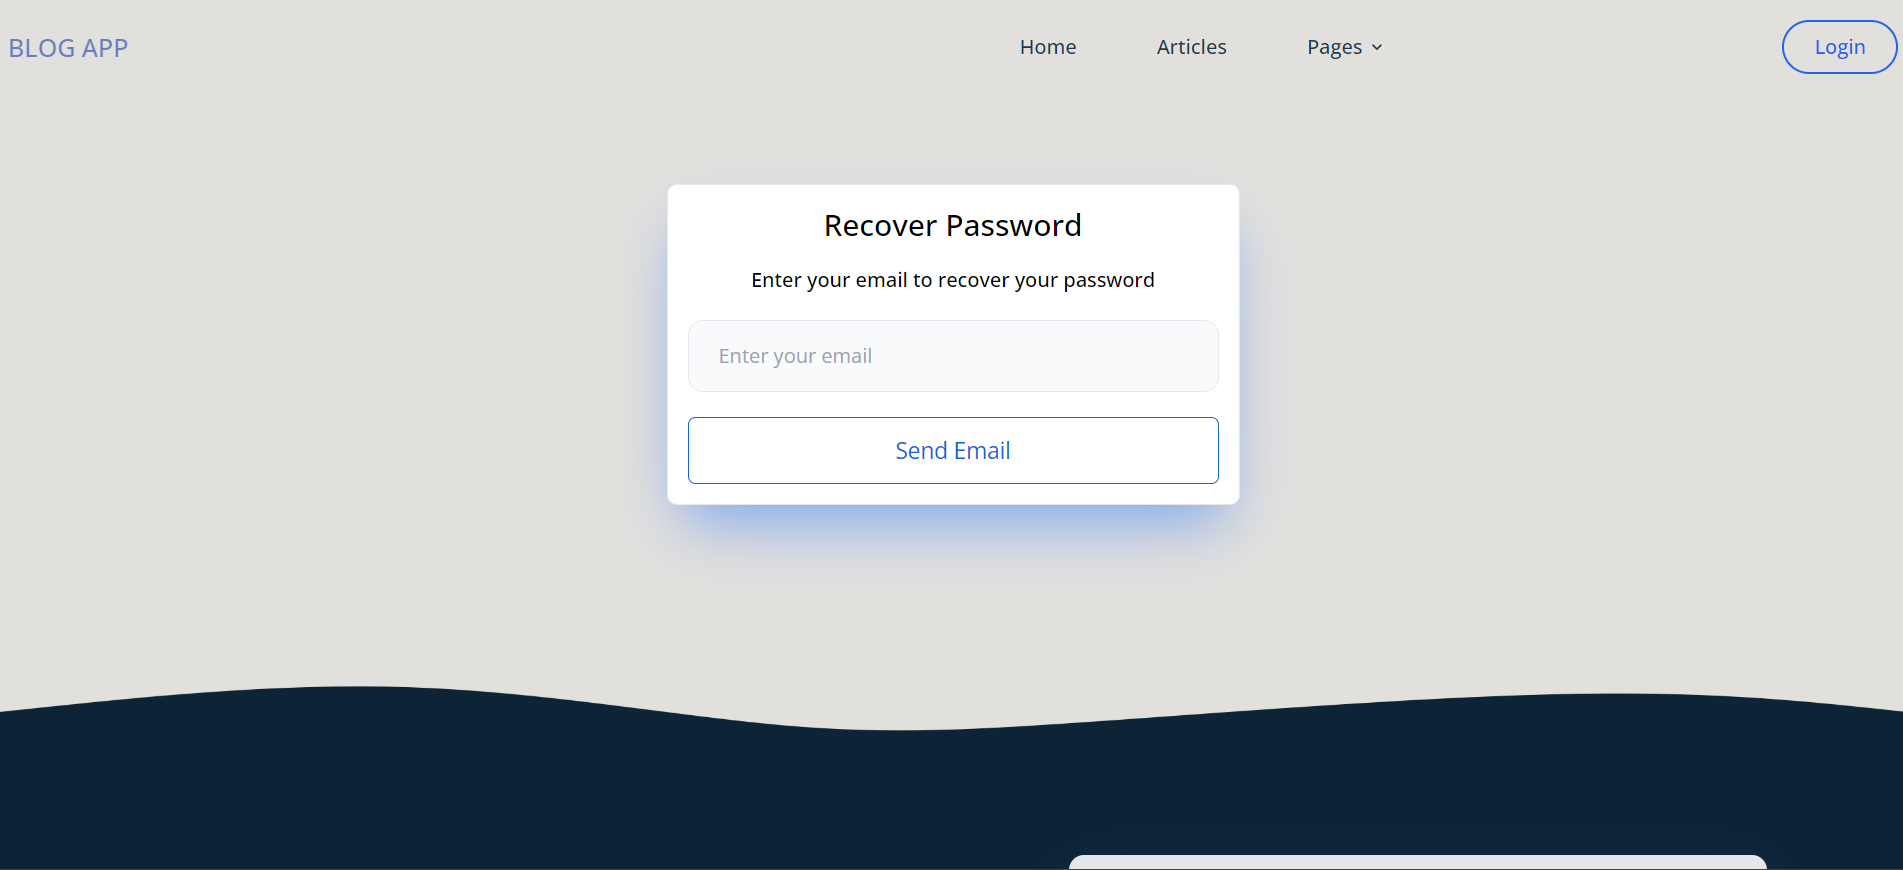 BLOG APP
Home
Articles
Pages
Login
Recover Password
Enter your email to recover your password
Enter your email
Send Email